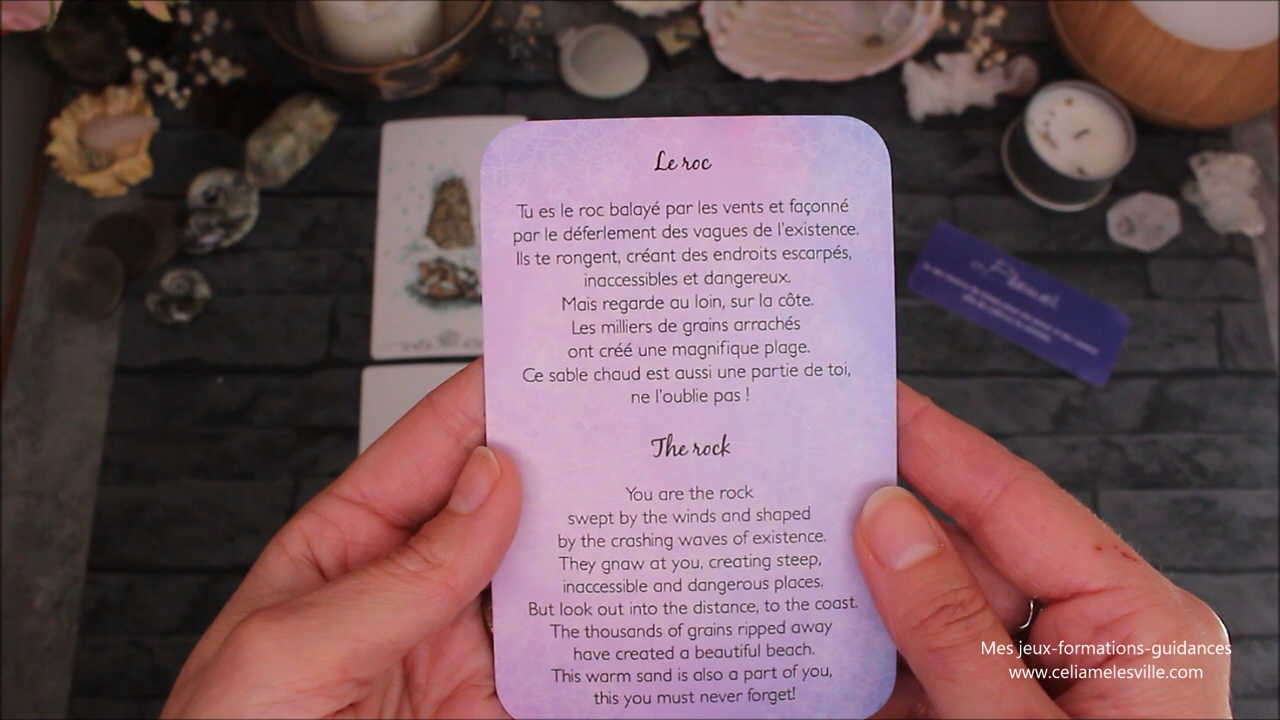 Le roc
Tu es le roc balayé par les vents et façonné
par le déferlement des vagues de l'existence.
Ils te rongent, créant des endroits escarpés,
inaccessibles et dangereux.
Mais regarde au loin, sur la côte.
Les milliers de grains arrachés
ont créé une magnifique plage.
Ce sable chaud est aussi une partie de toi,
ne l'oublie pas !
The rock
You are the rock
swept by the winds and shaped
by the crashing waves of existence.
They gnaw at you, creating steep,
inaccessible and dangerous places.
But look out into the distance, to the coast.
The thousands of grains ripped away
have created a beautiful beach.
This warm sand is also a part of you,
this you must never forget!
Mes jeux-formations-guidances
www.celiamelesville.com